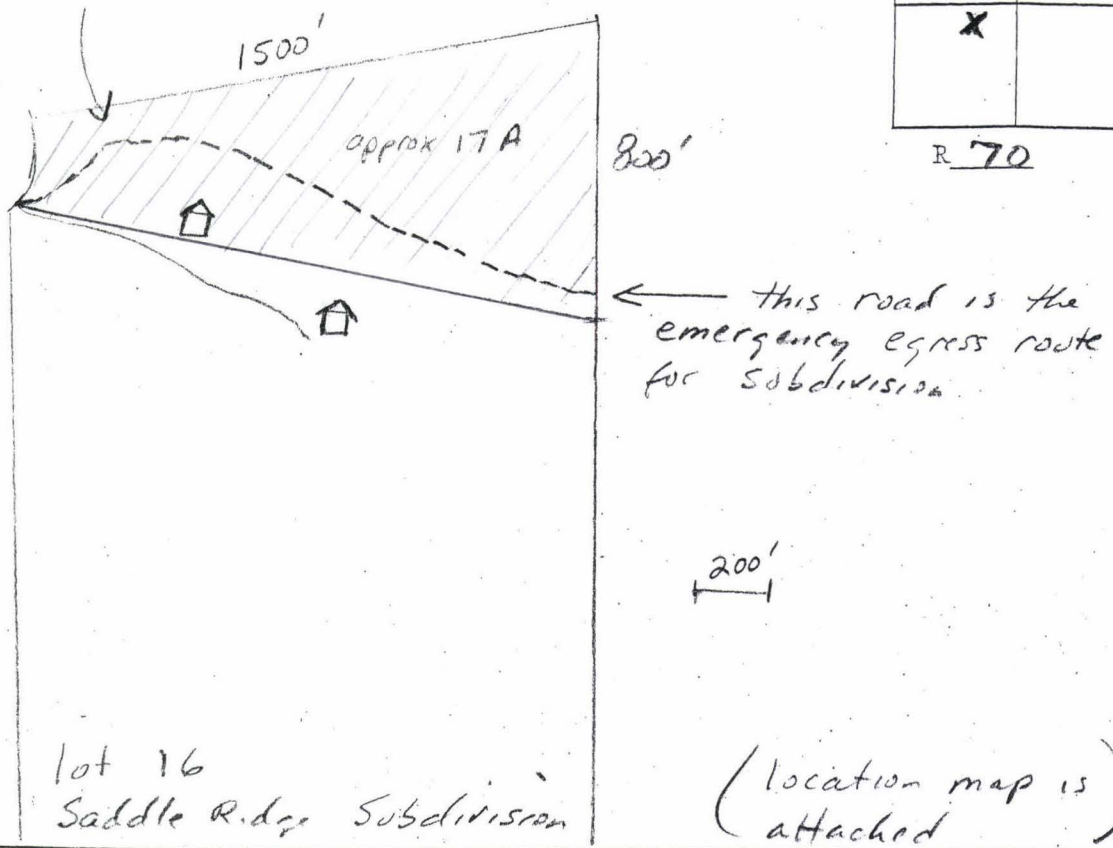 1500'
X
approx 17 A
800'
R 70
this road is the
emergency egress route
for subdivision
200'
lot 16
Saddle Ridge Subdivision
(location map is
attached)